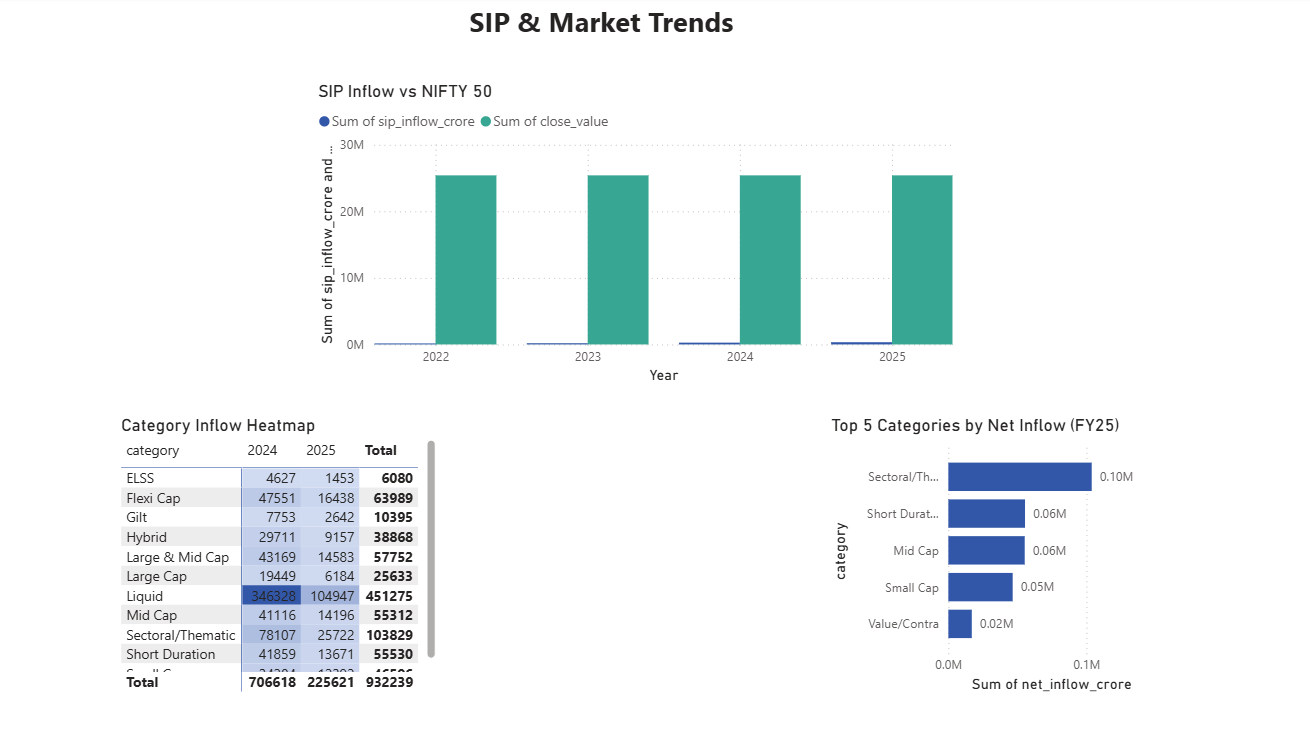 SIP & Market Trends
SIP Inflow vs NIFTY 50
Sum of sip_inflow_crore Sum of close_value
Sum of sip_inflow_crore and ...
30M
20M
10M
0M
2022 2023 2024 2025
Year
Category Inflow Heatmap
category 2024 2025 Total
ELSS 4627 1453 6080
Flexi Cap 47551 16438 63989
Gilt 7753 2642 10395
Hybrid 29711 9157 38868
Large & Mid Cap 43169 14583 57752
Large Cap 19449 6184 25633
Liquid 346328 104947 451275
Mid Cap 41116 14196 55312
Sectoral/Thematic 78107 25722 103829
Short Duration 41859 13671 55530
Total 706618 225621 932239
Top 5 Categories by Net Inflow (FY25)
category
Sectoral/Th... 0.10M
Short Durat... 0.06M
Mid Cap 0.06M
Small Cap 0.05M
Value/Contra 0.02M
0.0M 0.1M
Sum of net_inflow_crore